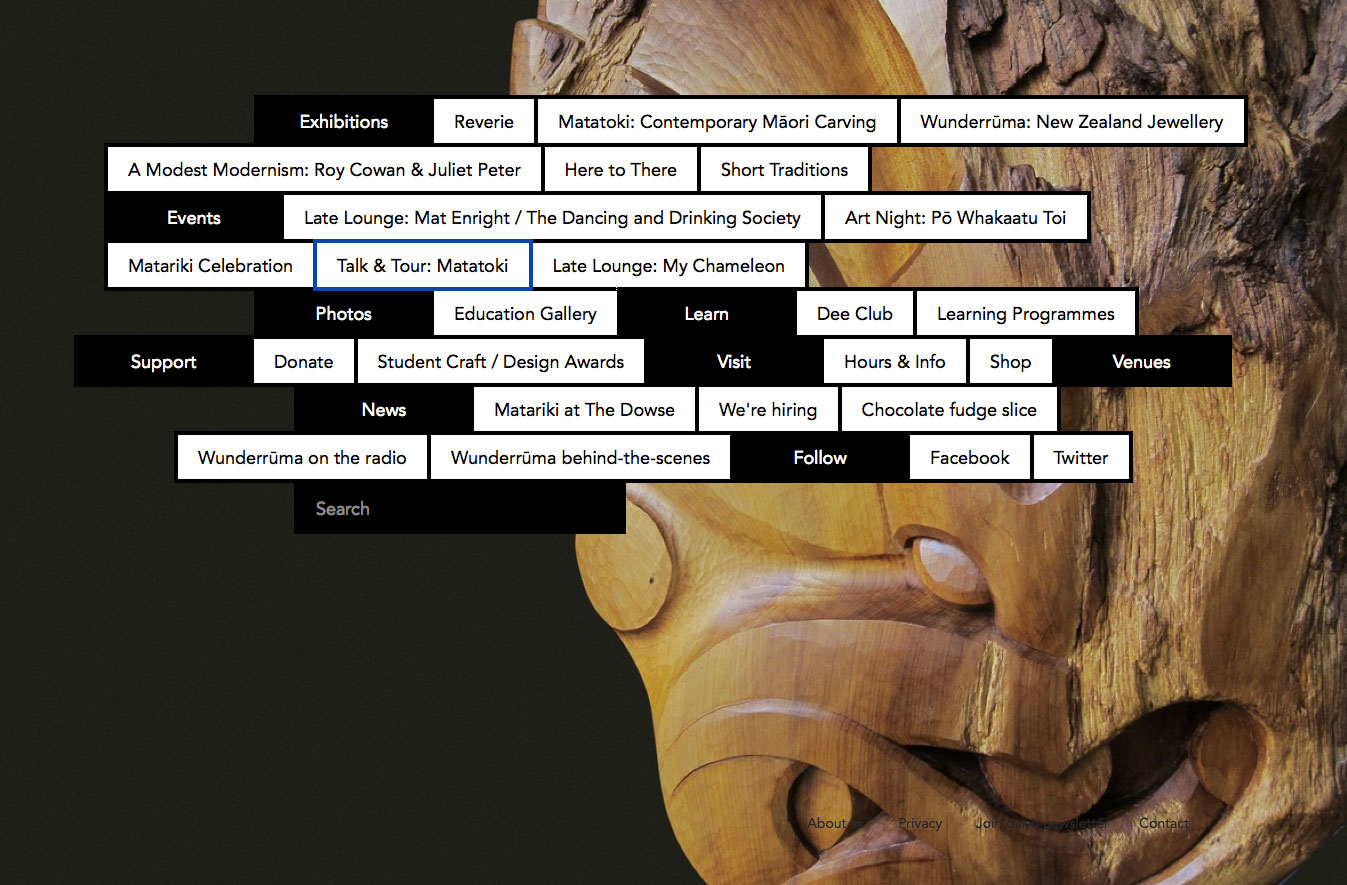 Exhibitions Reverie Matatoki: Contemporary Māori Carving Wunderrūma: New Zealand Jewellery
A Modest Modernism: Roy Cowan & Juliet Peter Here to There Short Traditions
Events Late Lounge: Mat Enright / The Dancing and Drinking Society Art Night: Pō Whakaatu Toi
Matariki Celebration Talk & Tour: Matatoki Late Lounge: My Chameleon
Photos Education Gallery Learn Dee Club Learning Programmes
Support Donate Student Craft / Design Awards Visit Hours & Info Shop Venues
News Matariki at The Dowse We're hiring Chocolate fudge slice
Wunderrūma on the radio Wunderrūma behind-the-scenes Follow Facebook Twitter
Search
About Privacy Join newsletter Contact